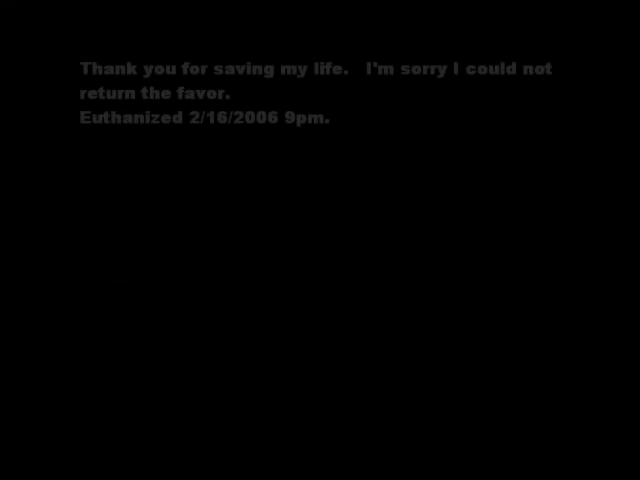 Thank you for saving my life.   I'm sorry I could not
return the favor.
Euthanized 2/16/2006 9pm.